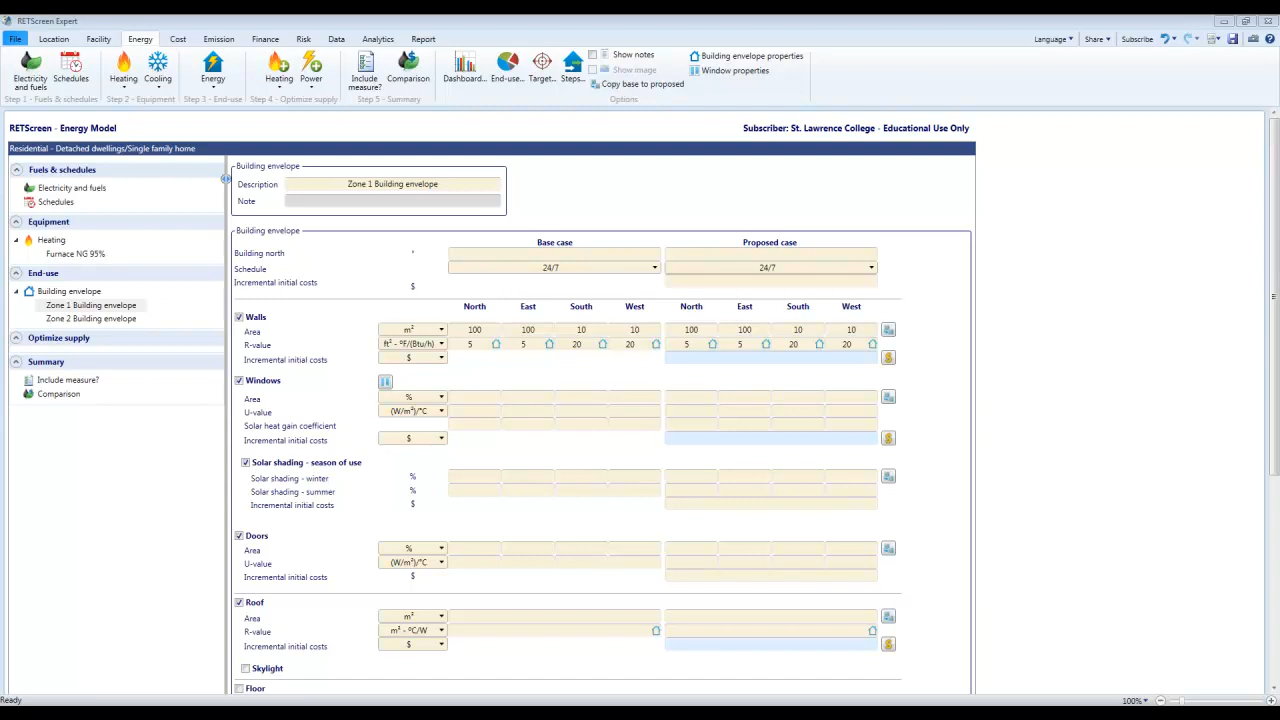 RETScreen Expert
File Location Facility Energy Cost Emission Finance Risk Data Analytics Report Language Share Subscribe
Electricity and fuels Schedules Heating Cooling Energy Heating Power Include measure? Comparison Dashboard... End-use... Target... Steps...
Show notes
Show image
Copy base to proposed
Building envelope properties
Window properties
Step 1 - Fuels & schedules Step 2 - Equipment Step 3 - End-use Step 4 - Optimize supply Step 5 - Summary Options
RETScreen - Energy Model Subscriber: St. Lawrence College - Educational Use Only
Residential - Detached dwellings/Single family home
Fuels & schedules
Electricity and fuels
Schedules
Equipment
Heating
Furnace NG 95%
End-use
Building envelope
Zone 1 Building envelope
Zone 2 Building envelope
Optimize supply
Summary
Include measure?
Comparison
Building envelope
Description Zone 1 Building envelope
Note
Building envelope
Base case Proposed case
Building north °
Schedule 24/7 24/7
Incremental initial costs $
North East South West North East South West
Walls
Area m² 100 100 10 10 100 100 10 10
R-value ft² - °F/(Btu/h) 5 5 20 20 5 5 20 20
Incremental initial costs $
Windows
Area %
U-value (W/m²)/°C
Solar heat gain coefficient
Incremental initial costs $
Solar shading - season of use
Solar shading - winter %
Solar shading - summer %
Incremental initial costs $
Doors
Area %
U-value (W/m²)/°C
Incremental initial costs $
Roof
Area m²
R-value m² - °C/W
Incremental initial costs $
Skylight
Floor
Ready 100%